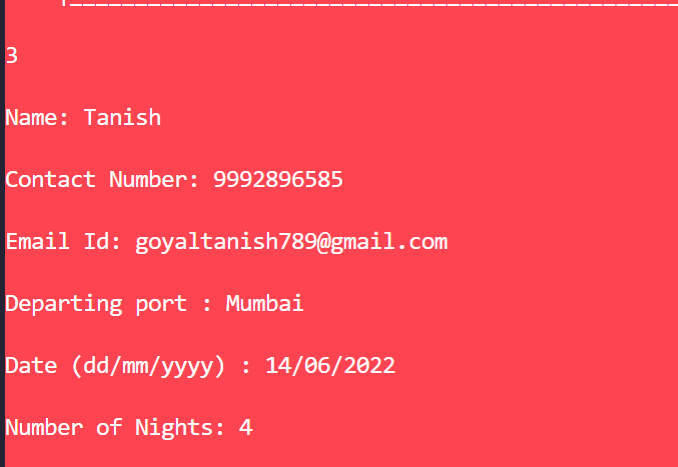 3
Name: Tanish
Contact Number: 9992896585
Email Id: goyaltanish789@gmail.com
Departing port : Mumbai
Date (dd/mm/yyyy) : 14/06/2022
Number of Nights: 4